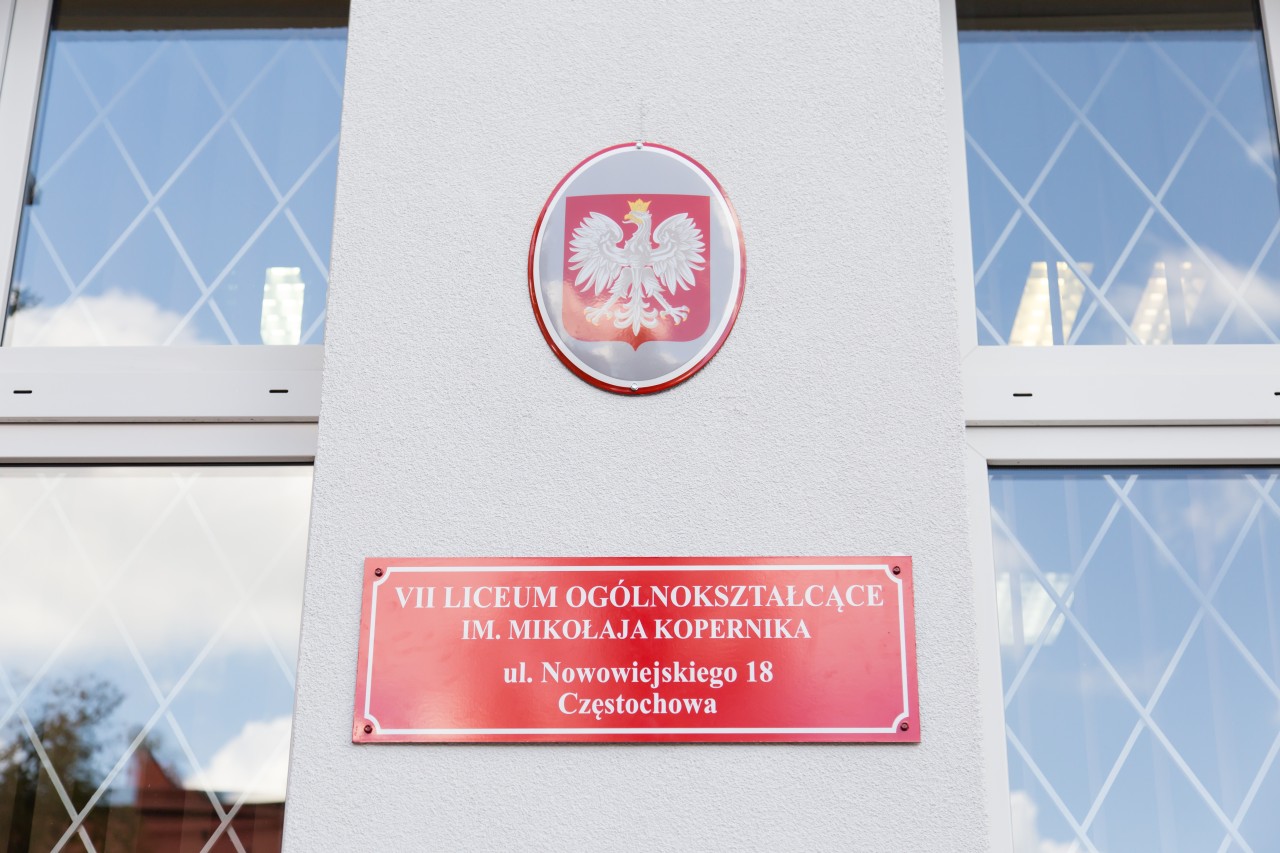 VII LICEUM OGÓLNOKSZTAŁCĄCE
IM. MIKOŁAJA KOPERNIKA
ul. Nowowiejskiego 18
Częstochowa